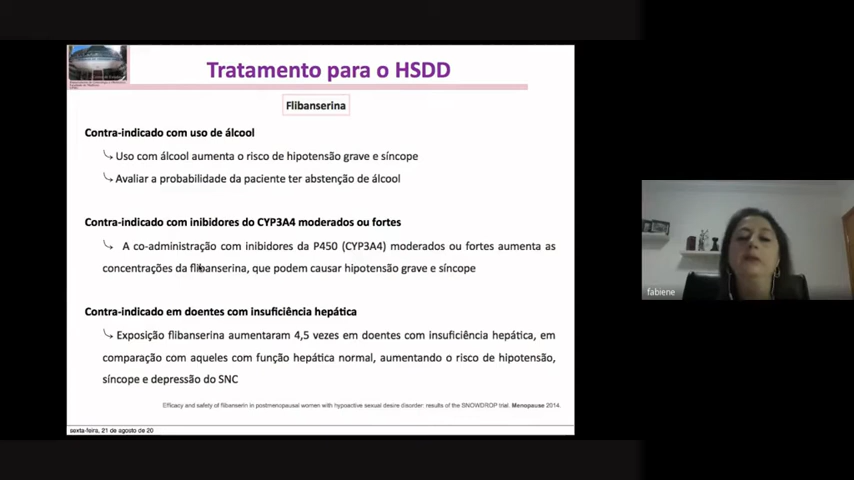 Tratamento para o HSDD
Flibanserina
Contra-indicado com uso de álcool
Uso com álcool aumenta o risco de hipotensão grave e síncope
Avaliar a probabilidade da paciente ter abstenção de álcool
Contra-indicado com inibidores do CYP3A4 moderados ou fortes
A co-administração com inibidores da P450 (CYP3A4) moderados ou fortes aumenta as
concentrações da flibanserina, que podem causar hipotensão grave e síncope
fabiene
Contra-indicado em doentes com insuficiência hepática
Exposição flibanserina aumentaram 4,5 vezes em doentes com insuficiência hepática, em
comparação com aqueles com função hepática normal, aumentando o risco de hipotensão,
síncope e depressão do SNC
Efficacy and safety of flibanserin in postmenopausal women with hypoactive sexual desire disorder: results of the SNOWDROP trial. Menopause 2014.
sexta-feira, 21 de agosto de 20